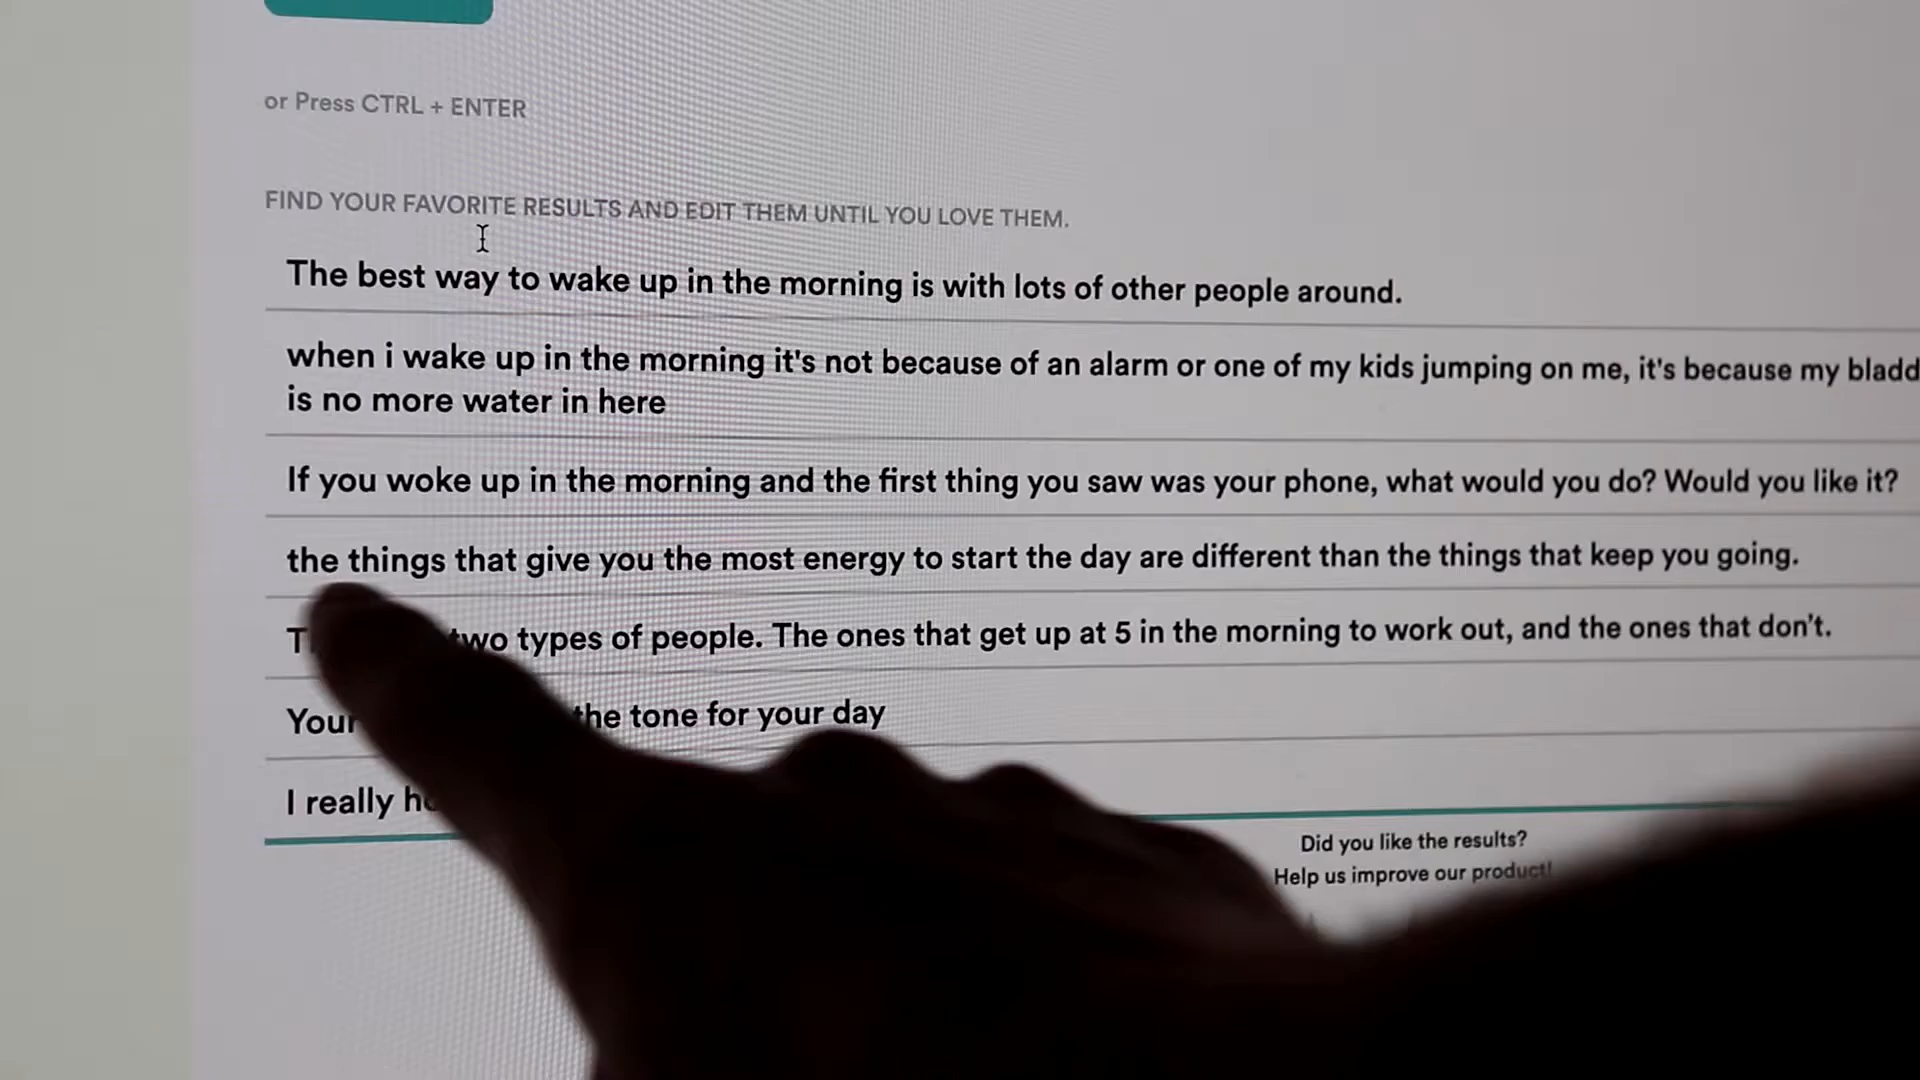 or Press CTRL + ENTER
FIND YOUR FAVORITE RESULTS AND EDIT THEM UNTIL YOU LOVE THEM.
The best way to wake up in the morning is with lots of other people around.
when i wake up in the morning it's not because of an alarm or one of my kids jumping on me, it's because my
is no more water in here
If you woke up in the morning and the first thing you saw was your phone, what would you do? Would you like it?
the things that give you the most energy to start the day are different than the things that keep you going.
two types of people. The ones that get up at 5 in the morning to work out, and the ones that don't.
Your the tone for your day
I really
Did you like the results?
Help us improve our product!